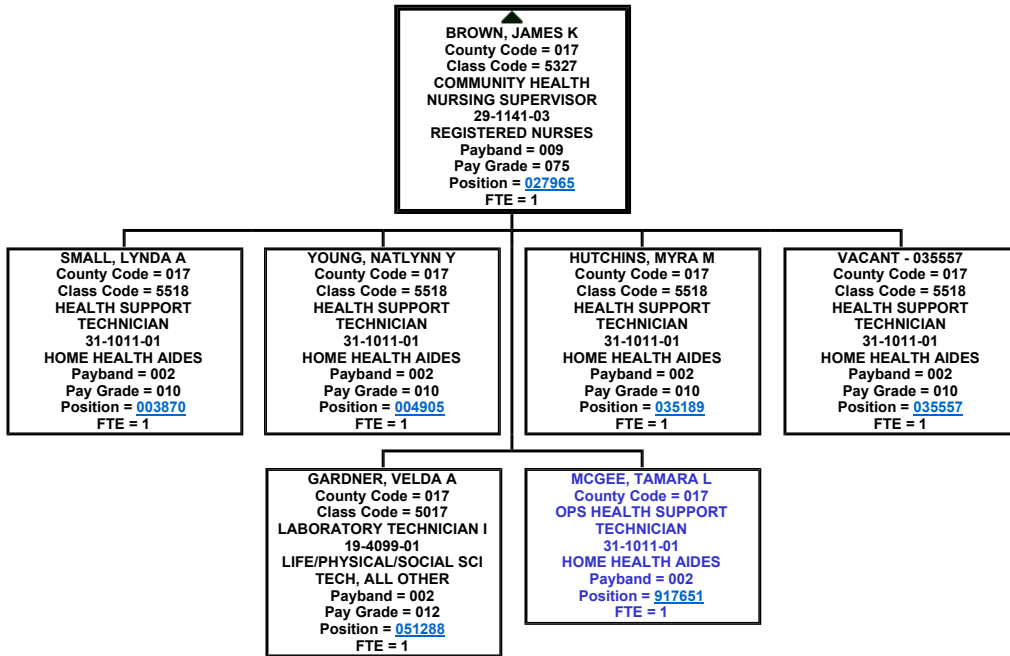 BROWN, JAMES K
County Code = 017
Class Code = 5327
COMMUNITY HEALTH
NURSING SUPERVISOR
29-1141-03
REGISTERED NURSES
Payband = 009
Pay Grade = 075
Position = 027965
FTE = 1
SMALL, LYNDA A
County Code = 017
Class Code = 5518
HEALTH SUPPORT
TECHNICIAN
31-1011-01
HOME HEALTH AIDES
Payband = 002
Pay Grade = 010
Position = 003870
FTE = 1
YOUNG, NATLYNN Y
County Code = 017
Class Code = 5518
HEALTH SUPPORT
TECHNICIAN
31-1011-01
HOME HEALTH AIDES
Payband = 002
Pay Grade = 010
Position = 004905
FTE = 1
HUTCHINS, MYRA M
County Code = 017
Class Code = 5518
HEALTH SUPPORT
TECHNICIAN
31-1011-01
HOME HEALTH AIDES
Payband = 002
Pay Grade = 010
Position = 035189
FTE = 1
VACANT - 035557
County Code = 017
Class Code = 5518
HEALTH SUPPORT
TECHNICIAN
31-1011-01
HOME HEALTH AIDES
Payband = 002
Pay Grade = 010
Position = 035557
FTE = 1
GARDNER, VELDA A
County Code = 017
Class Code = 5017
LABORATORY TECHNICIAN I
19-4099-01
LIFE/PHYSICAL/SOCIAL SCI
TECH, ALL OTHER
Payband = 002
Pay Grade = 012
Position = 051288
FTE = 1
MCGEE, TAMARA L
County Code = 017
OPS HEALTH SUPPORT
TECHNICIAN
31-1011-01
HOME HEALTH AIDES
Payband = 002
Position = 917651
FTE = 1